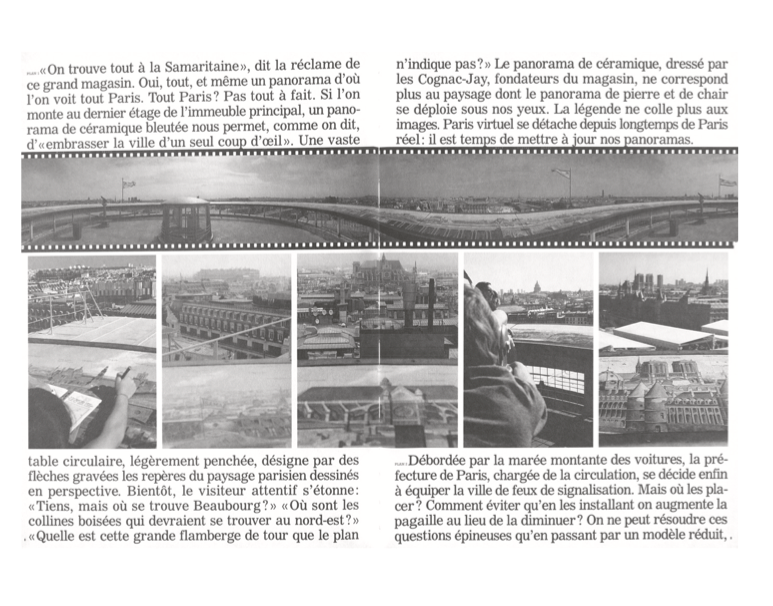 «On trouve tout à la Samaritaine», dit la réclame de
ce grand magasin. Oui, tout, et même un panorama d'où
l'on voit tout Paris. Tout Paris? Pas tout à fait. Si l'on
monte au dernier étage de l'immeuble principal, un pano-
rama de céramique bleutée nous permet, comme on dit,
d'«embrasser la ville d'un seul coup d'œil». Une vaste
table circulaire, légèrement penchée, désigne par des
flèches gravées les repères du paysage parisien dessinés
en perspective. Bientôt, le visiteur attentif s'étonne:
«Tiens, mais où se trouve Beaubourg?» «Où sont les
collines boisées qui devraient se trouver au nord-est?»
«Quelle est cette grande flamberge de tour que le plan
n'indique pas?» Le panorama de céramique, dressé par
les Cognac-Jay, fondateurs du magasin, ne correspond
plus au paysage dont le panorama de pierre et de chair
se déploie sous nos yeux. La légende ne colle plus aux
images. Paris virtuel se détache depuis longtemps de Paris
réel: il est temps de mettre à jour nos panoramas.
Débordée par la marée montante des voitures, la pré-
fecture de Paris, chargée de la circulation, se décide enfin
à équiper la ville de feux de signalisation. Mais où les pla-
cer? Comment éviter qu'en les installant on augmente la
pagaille au lieu de la diminuer? On ne peut résoudre ces
questions épineuses qu'en passant par un modèle réduit,